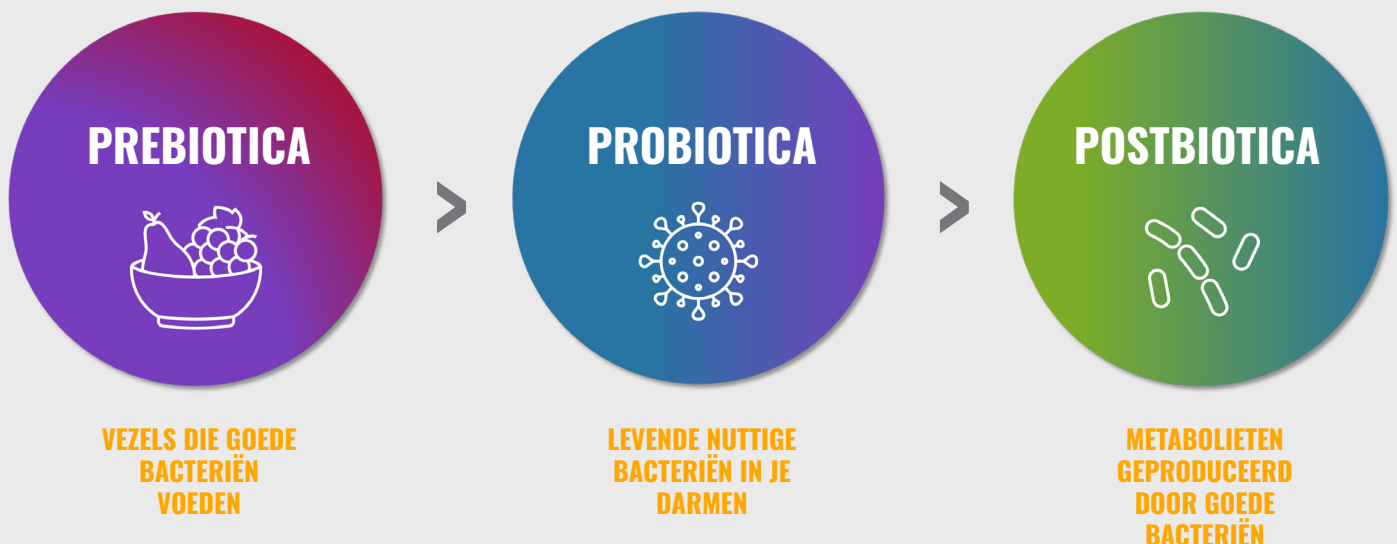 PREBIOTICA
>
PROBIOTICA
>
POSTBIOTICA
VEZELS DIE GOEDE
BACTERIËN
VOEDEN
LEVENDE NUTTIGE
BACTERIËN IN JE
DARMEN
METABOLIETEN
GEPRODUCEERD
DOOR GOEDE
BACTERIËN